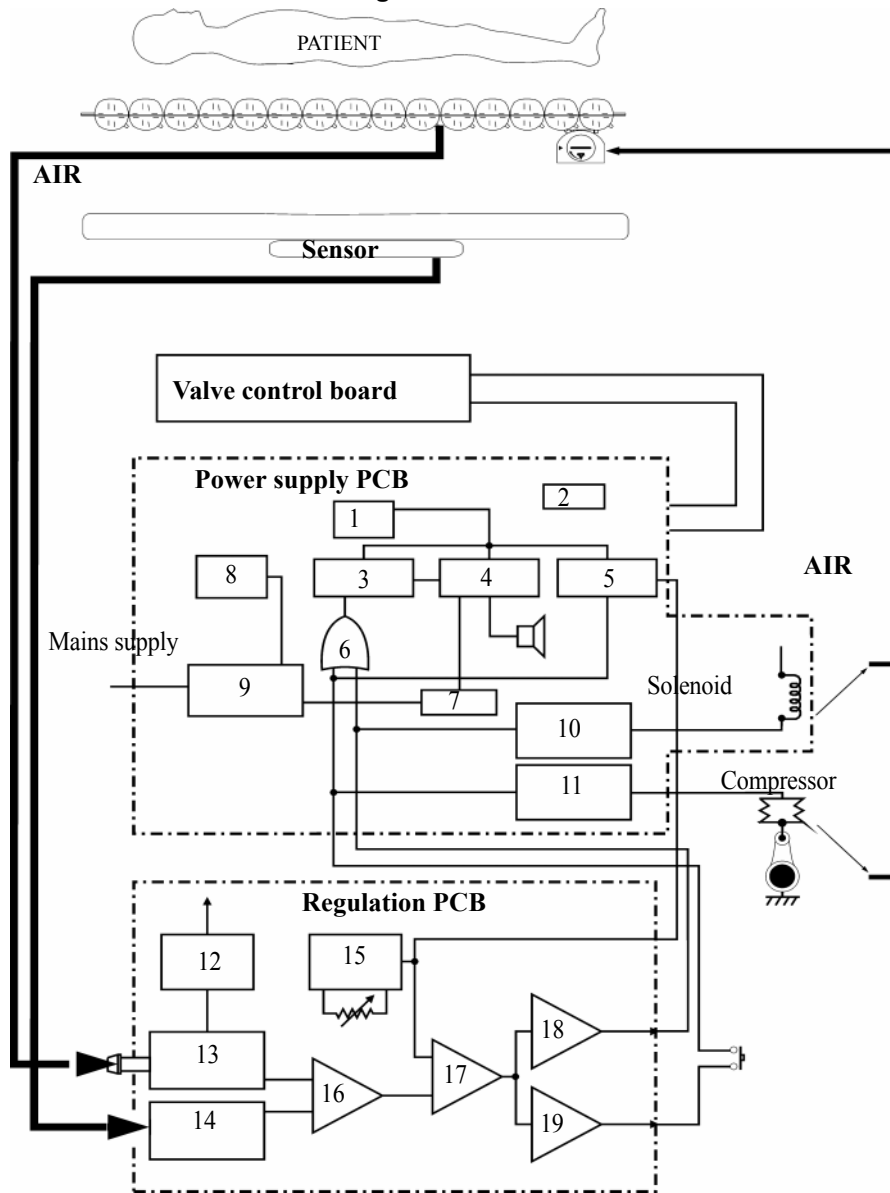 PATIENT
AIR
Sensor
Valve control board
Power supply PCB
2
1
AIR
8
3
4
5
Mains supply
6
Solenoid
9
7
10
Compressor
11
Regulation PCB
12
15
18
13
17
16
14
19